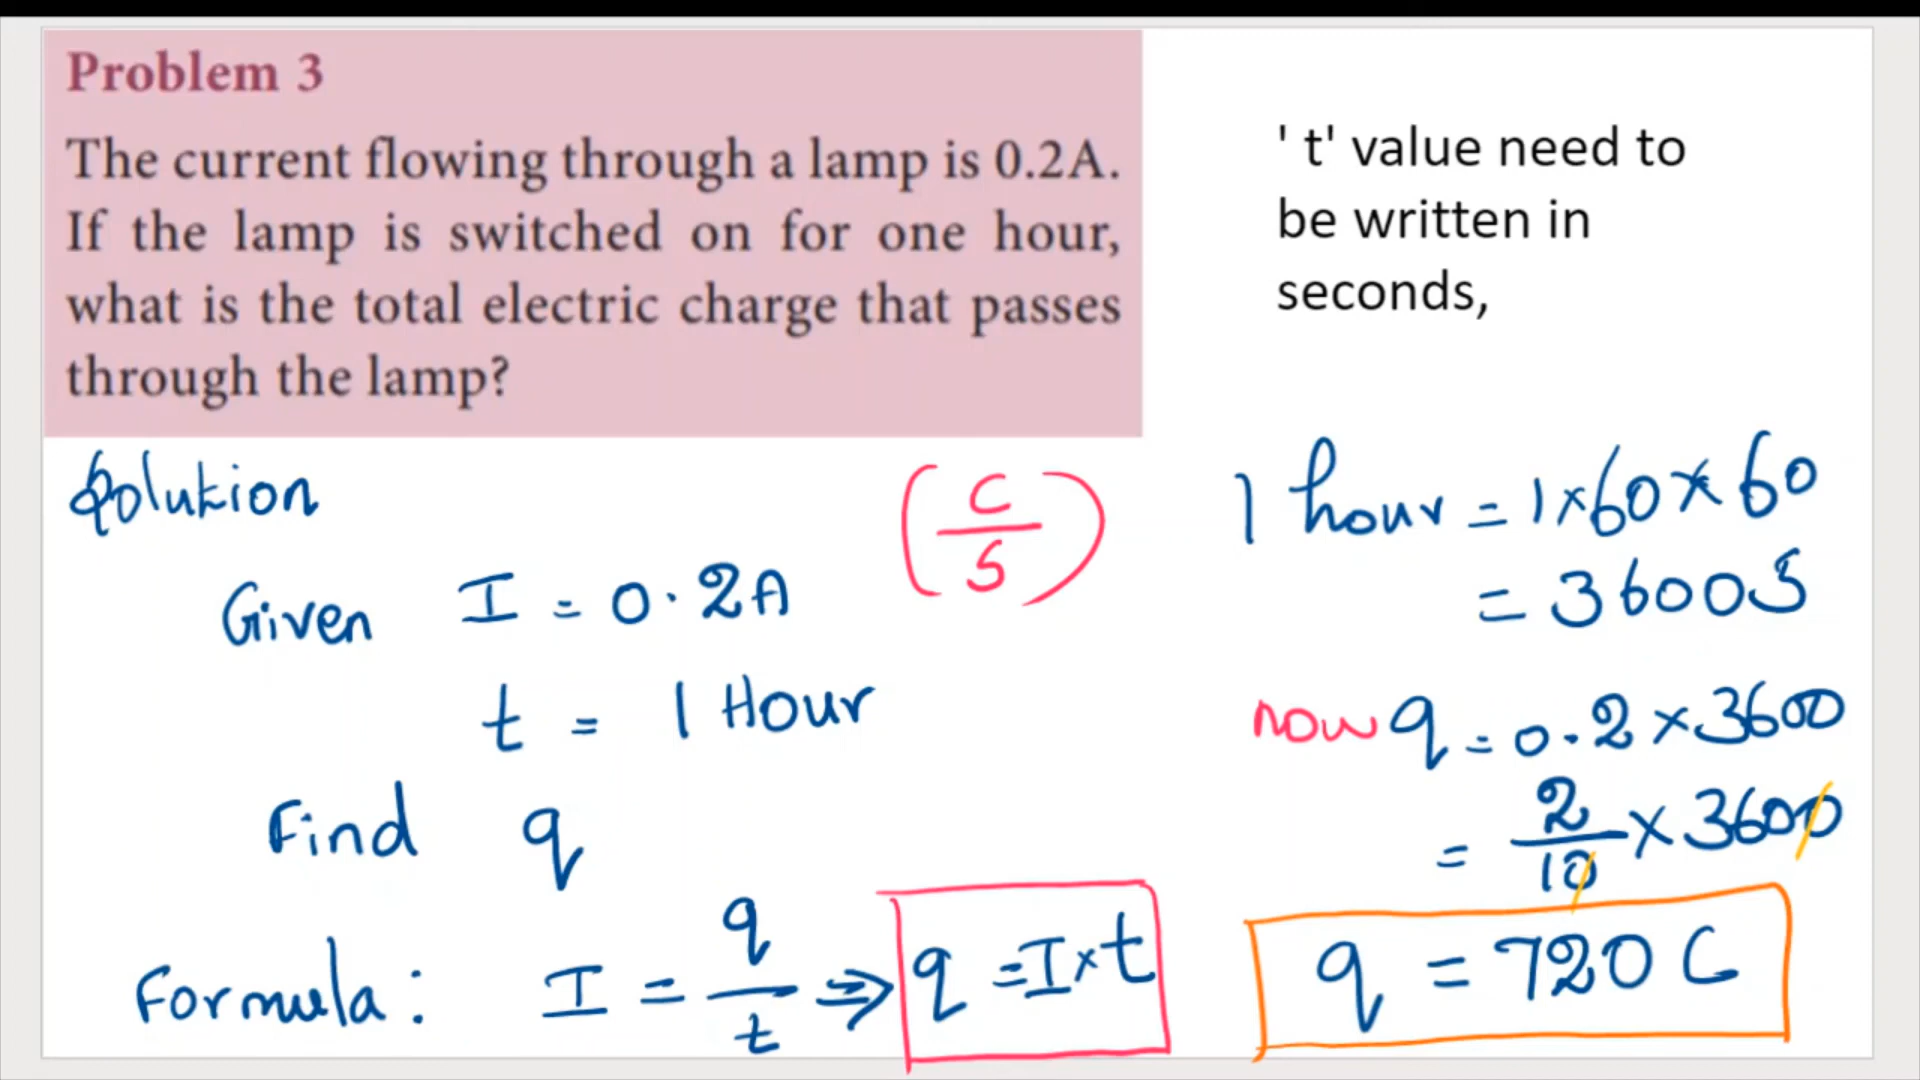 Problem 3
The current flowing through a lamp is 0.2A.
If the lamp is switched on for one hour,
what is the total electric charge that passes
through the lamp?
' t' value need to
be written in
seconds,
Solution
Given I = 0.2A
(C/S)
t = 1 Hour
Find q
Formula: I = q/t ⇒ q = I×t
1 hour = 1×60×60
= 3600S
now q = 0.2×3600
= 2/10 × 3600
q = 720 C